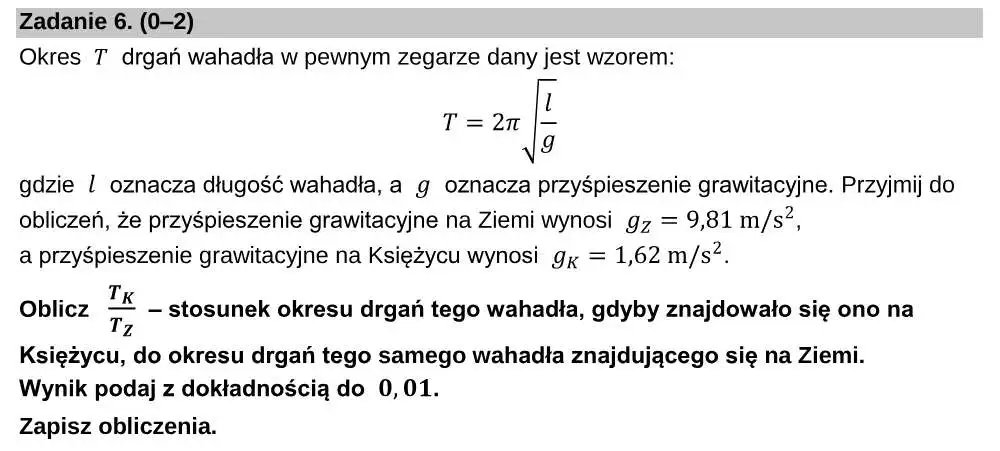 Zadanie 6. (0–2)
Okres T drgań wahadła w pewnym zegarze dany jest wzorem:
T = 2π√(l/g)
gdzie l oznacza długość wahadła, a g oznacza przyśpieszenie grawitacyjne. Przyjmij do
obliczeń, że przyśpieszenie grawitacyjne na Ziemi wynosi g_Z = 9,81 m/s²,
a przyśpieszenie grawitacyjne na Księżycu wynosi g_K = 1,62 m/s².
Oblicz T_K/T_Z – stosunek okresu drgań tego wahadła, gdyby znajdowało się ono na
Księżycu, do okresu drgań tego samego wahadła znajdującego się na Ziemi.
Wynik podaj z dokładnością do 0,01.
Zapisz obliczenia.